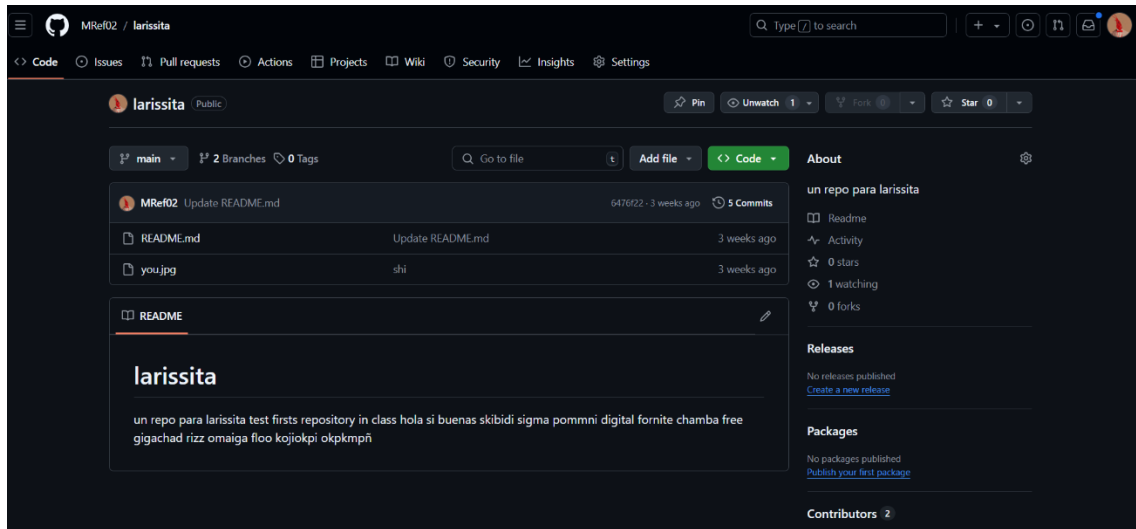 MRef02 / larissita
Type / to search
Code Issues Pull requests Actions Projects Wiki Security Insights Settings
larissita Public
Pin Unwatch 1 Fork 0 Star 0
main 2 Branches 0 Tags
Go to file t Add file Code
MRef02 Update README.md 6476f22 · 3 weeks ago 5 Commits
README.md Update README.md 3 weeks ago
you.jpg shi 3 weeks ago
README
larissita
un repo para larissita test firsts repository in class hola si buenas skibidi sigma pommni digital fornite chamba free
gigachad rizz omaiga floo kojiokpi okpkmpñ
About
un repo para larissita
Readme
Activity
0 stars
1 watching
0 forks
Releases
No releases published
Create a new release
Packages
No packages published
Publish your first package
Contributors 2